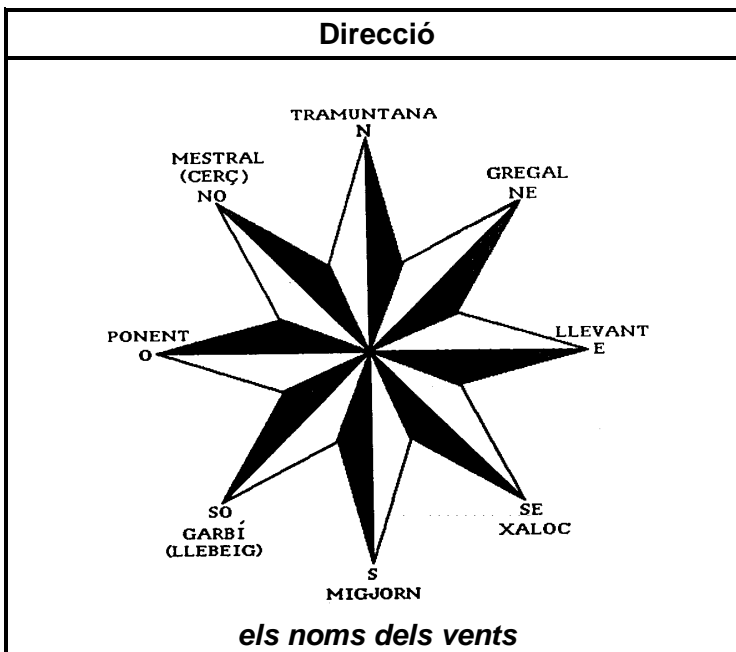 Direcció
TRAMUNTANA
N
MESTRAL
(CERÇ)
NO
GREGAL
NE
PONENT
O
LLEVANT
E
SO
GARBÍ
(LLEBEIG)
SE
XALOC
S
MIGJORN
els noms dels vents